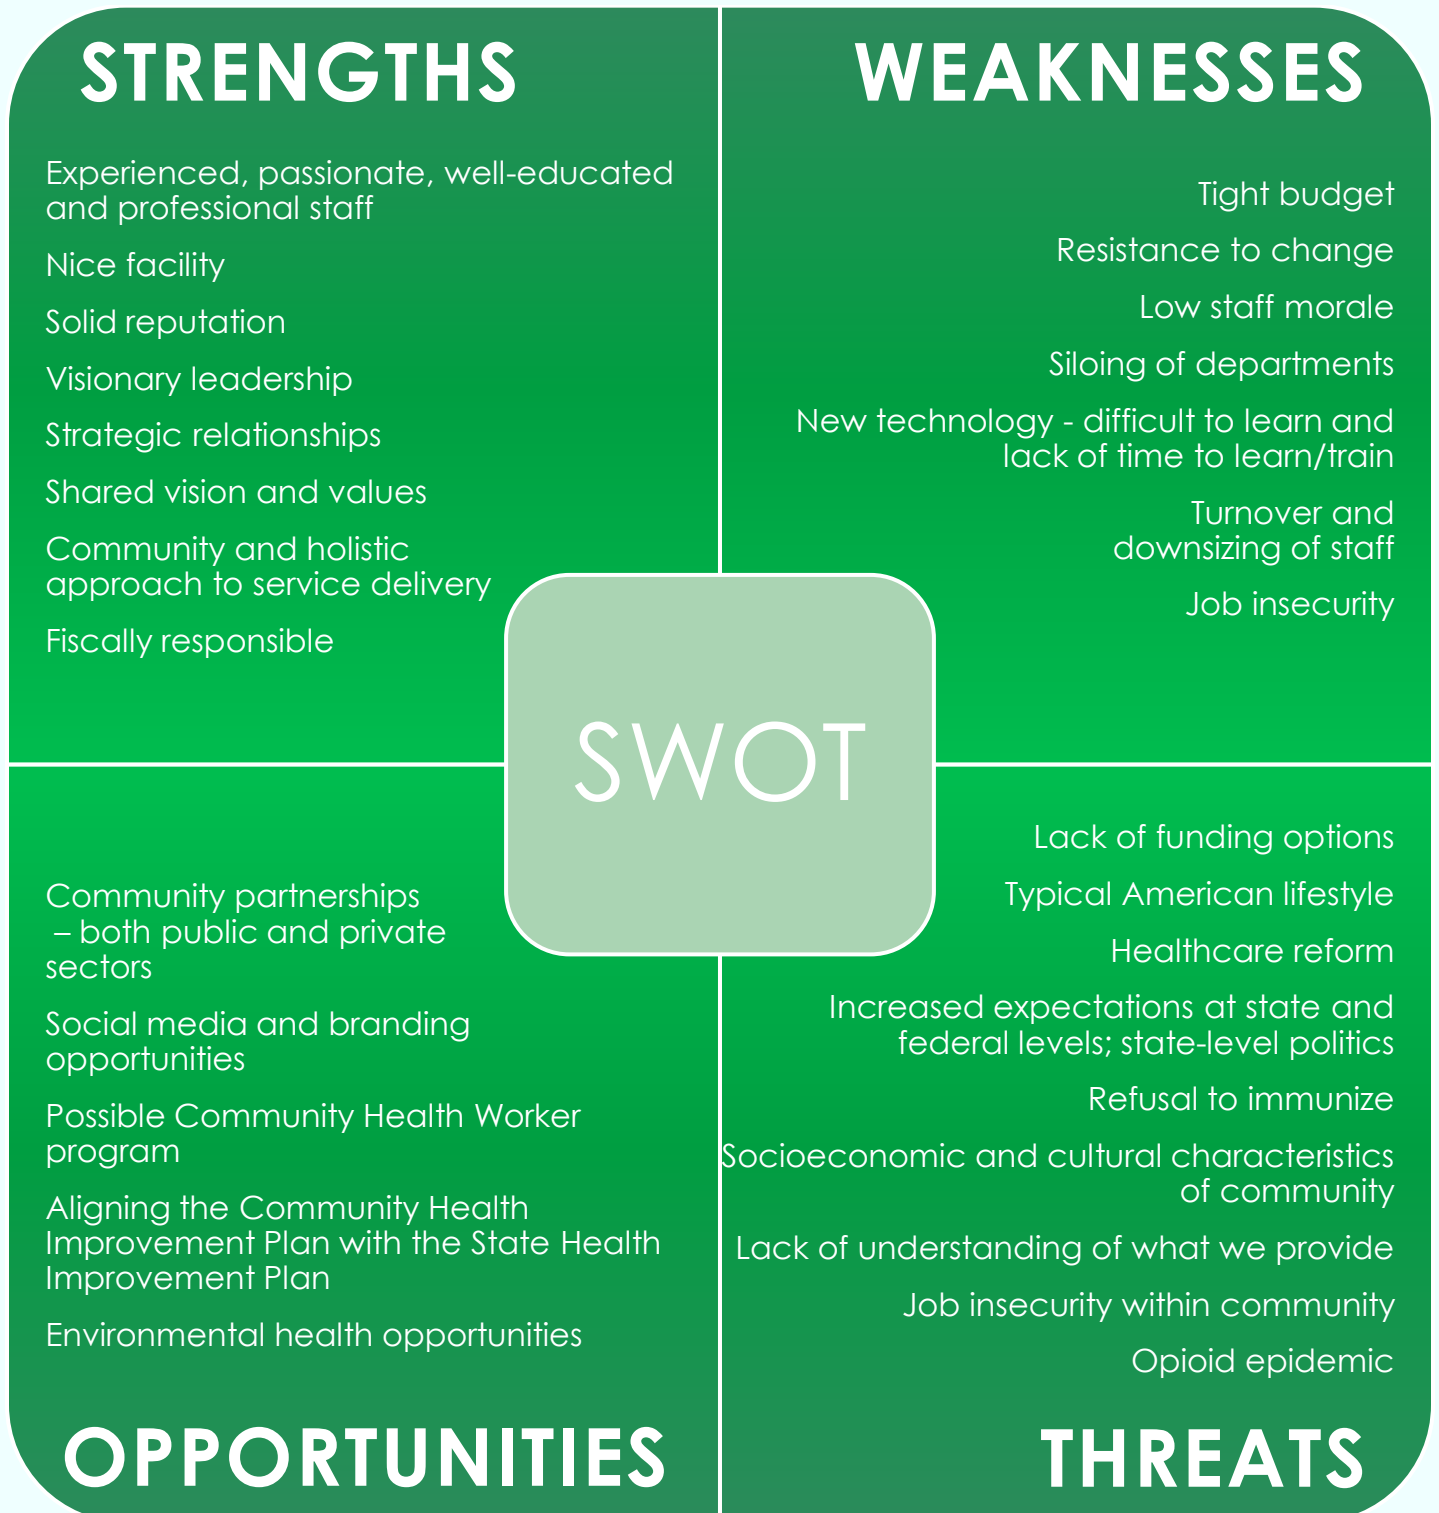 STRENGTHS
Experienced, passionate, well-educated
and professional staff
Nice facility
Solid reputation
Visionary leadership
Strategic relationships
Shared vision and values
Community and holistic
approach to service delivery
Fiscally responsible
WEAKNESSES
Tight budget
Resistance to change
Low staff morale
Siloing of departments
New technology - difficult to learn and
lack of time to learn/train
Turnover and
downsizing of staff
Job insecurity
SWOT
Community partnerships
– both public and private
sectors
Social media and branding
opportunities
Possible Community Health Worker
program
Aligning the Community Health
Improvement Plan with the State Health
Improvement Plan
Environmental health opportunities
OPPORTUNITIES
Lack of funding options
Typical American lifestyle
Healthcare reform
Increased expectations at state and
federal levels; state-level politics
Refusal to immunize
Socioeconomic and cultural characteristics
of community
Lack of understanding of what we provide
Job insecurity within community
Opioid epidemic
THREATS